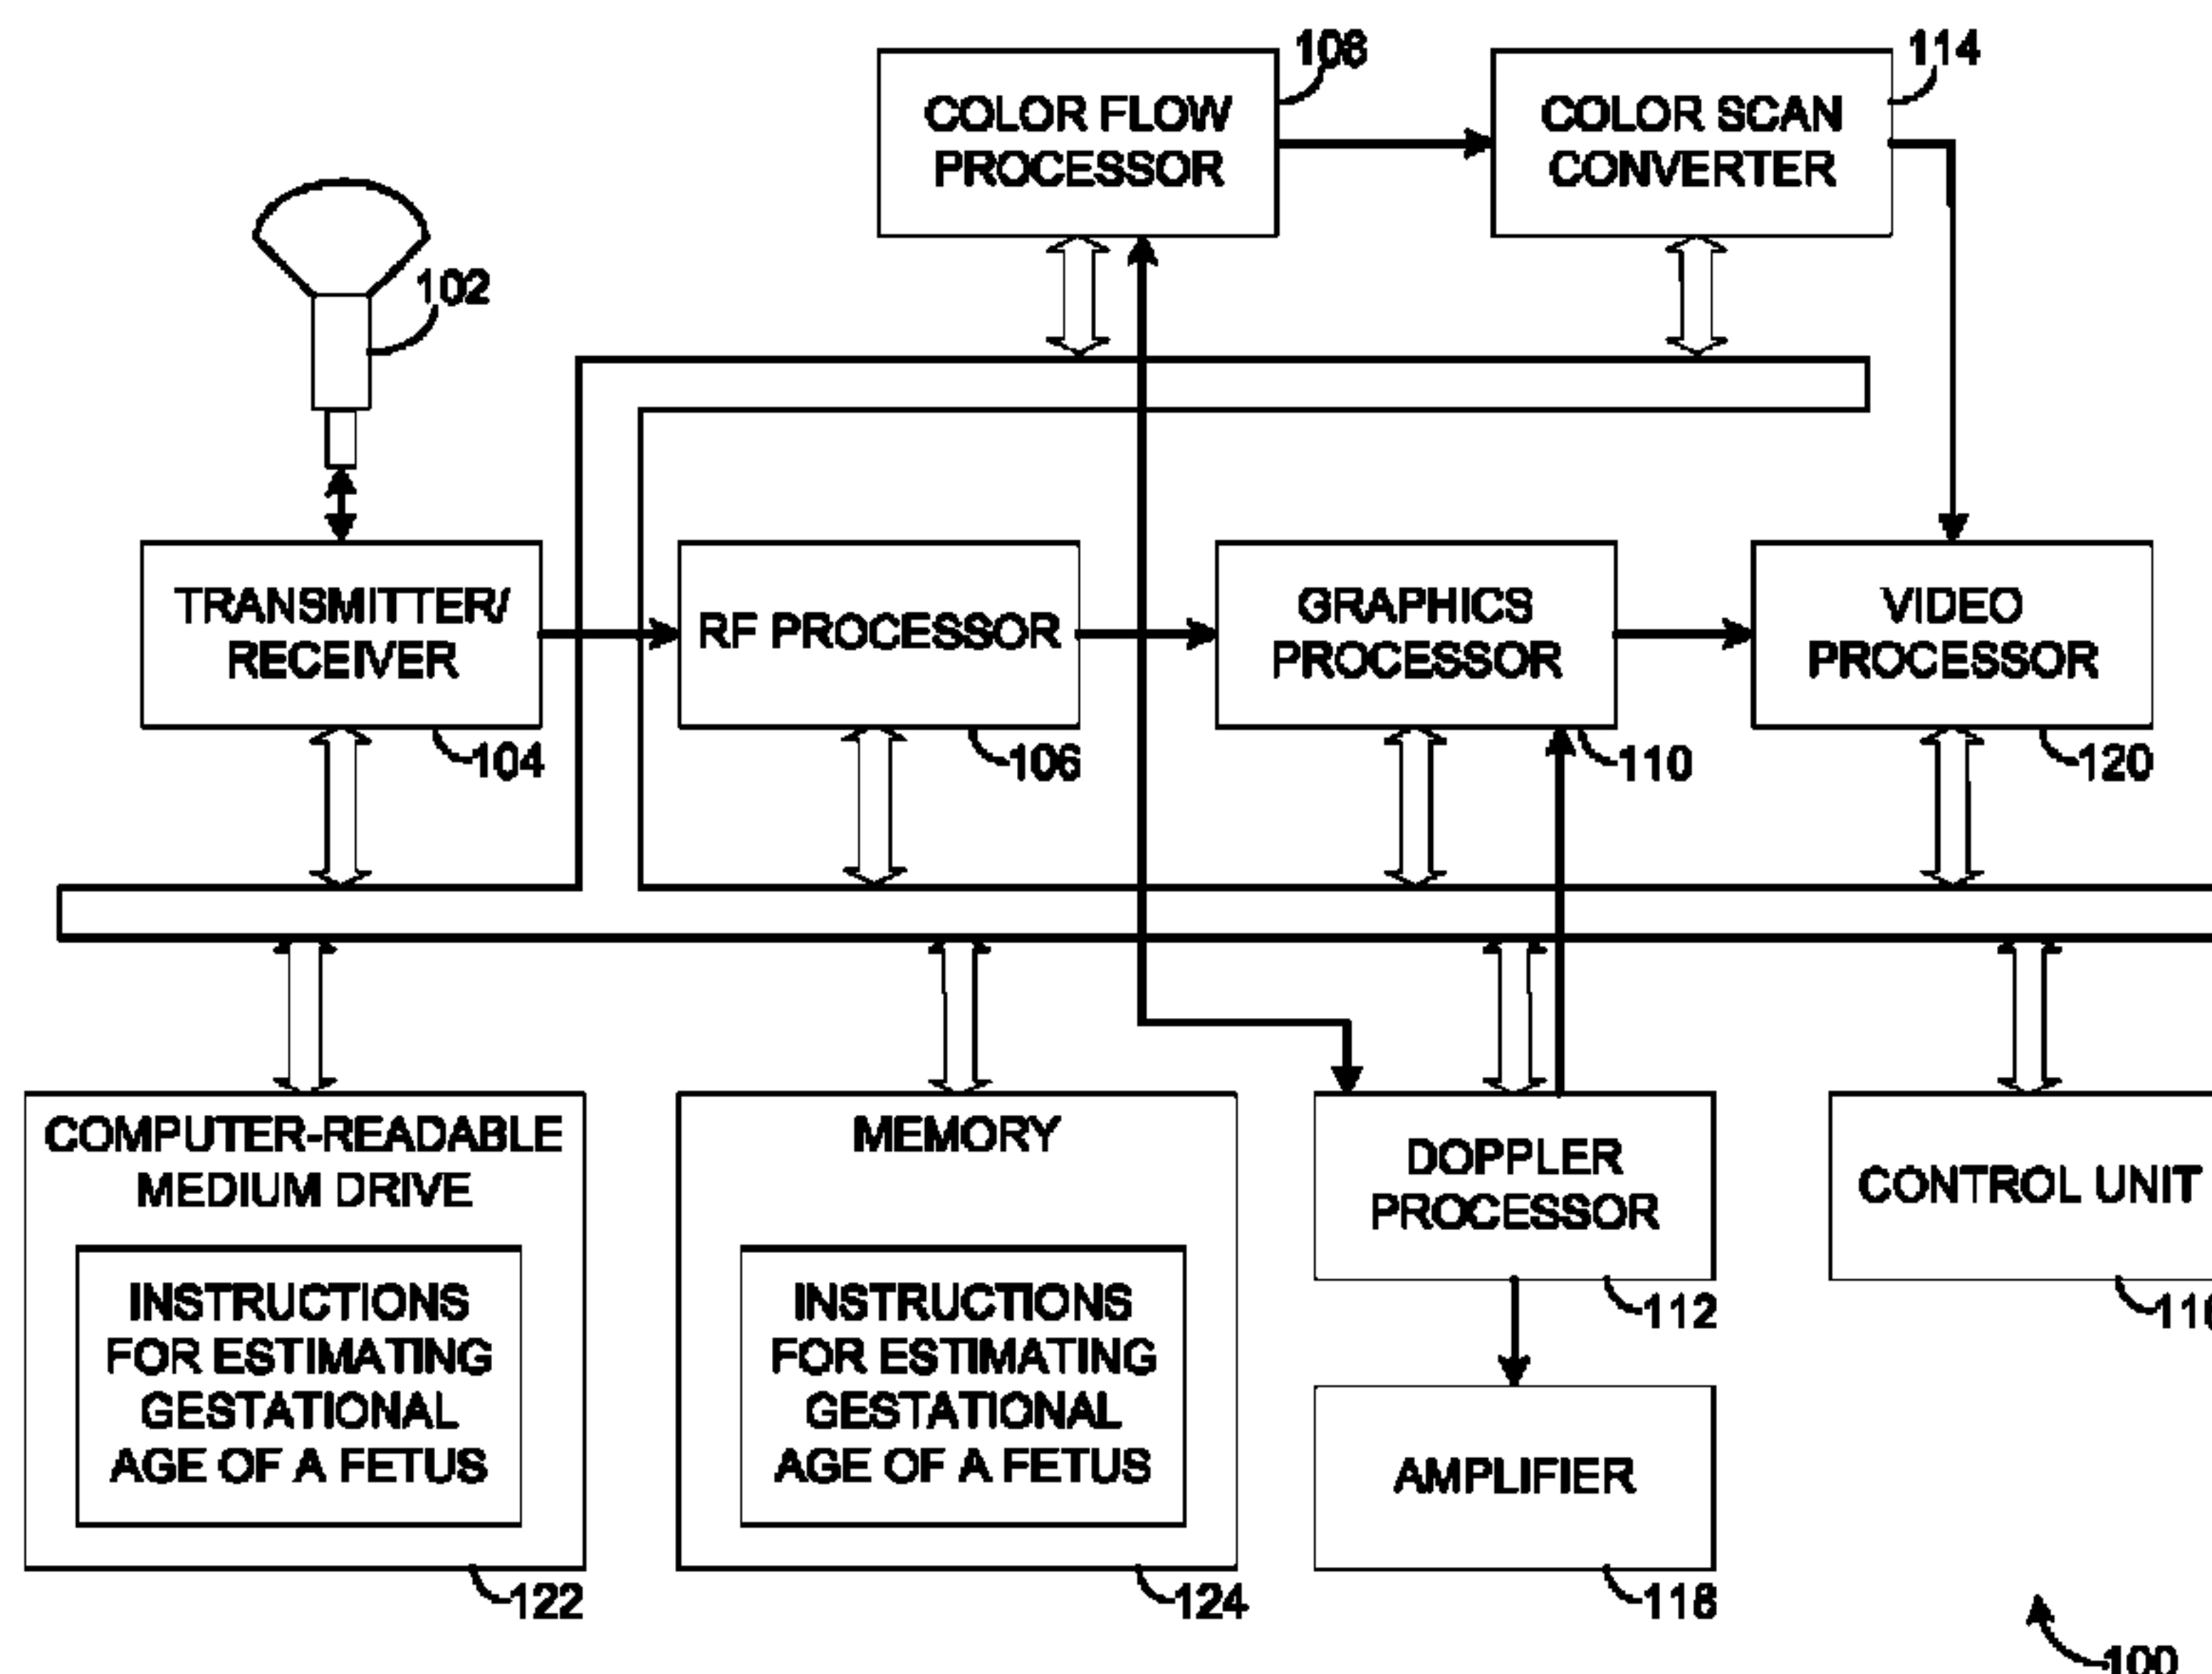 108
114
COLOR FLOW
PROCESSOR
COLOR SCAN
CONVERTER
102
TRANSMITTER/
RECEIVER
RF PROCESSOR
GRAPHICS
PROCESSOR
VIDEO
PROCESSOR
104
106
110
120
COMPUTER-READABLE
MEDIUM DRIVE
INSTRUCTIONS
FOR ESTIMATING
GESTATIONAL
AGE OF A FETUS
MEMORY
INSTRUCTIONS
FOR ESTIMATING
GESTATIONAL
AGE OF A FETUS
DOPPLER
PROCESSOR
CONTROL UNIT
112
AMPLIFIER
122
124
118
100